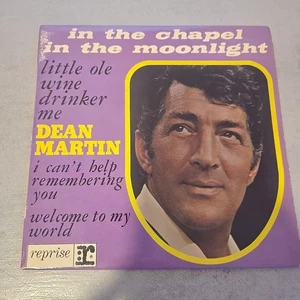 in the chapel
in the moonlight
little ole
wine
drinker
me
DEAN
MARTIN
i can't help
remembering
you
welcome to my
world
reprise r: